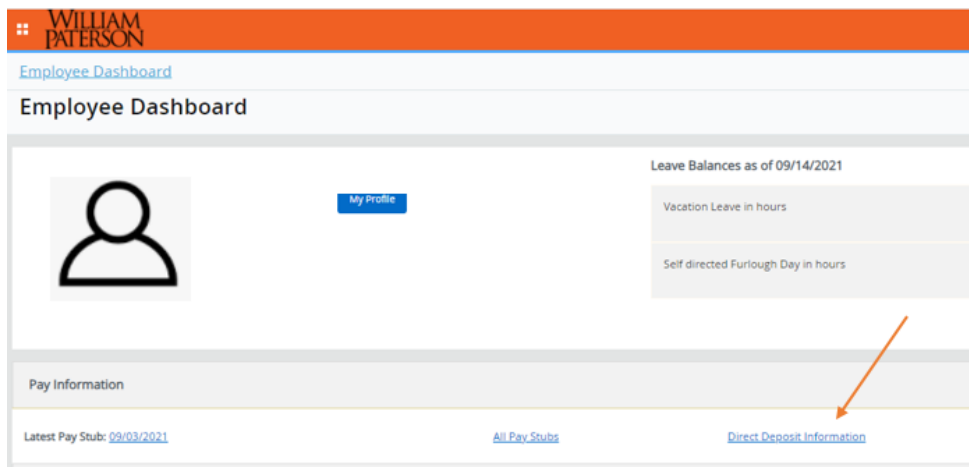 WILLIAM
PATERSON
Employee Dashboard
Employee Dashboard
My Profile
Leave Balances as of 09/14/2021
Vacation Leave in hours
Self directed Furlough Day in hours
Pay Information
Latest Pay Stub: 09/03/2021 All Pay Stubs Direct Deposit Information